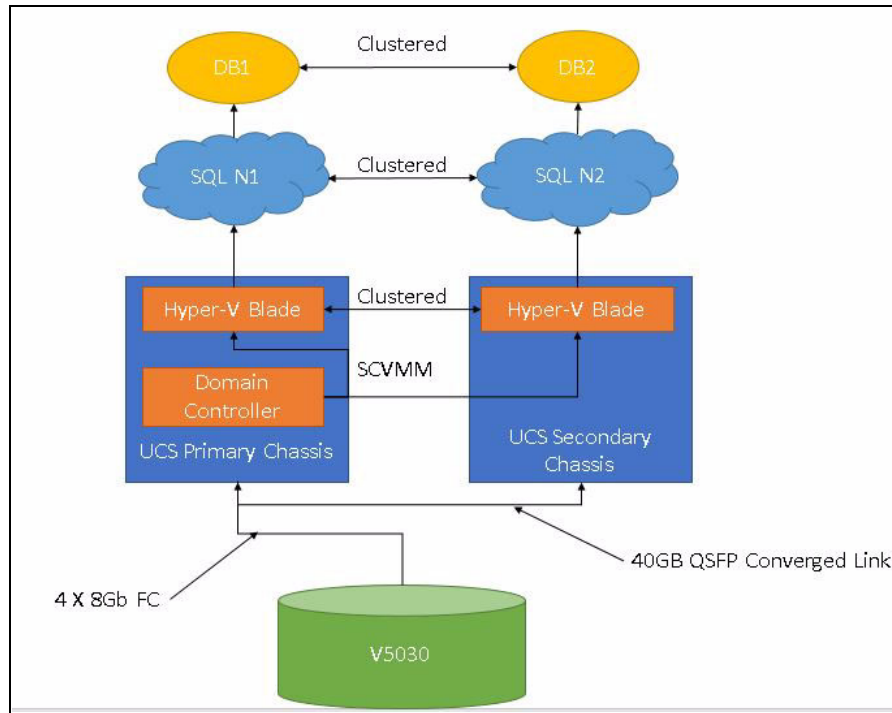 Clustered
DB1
DB2
Clustered
SQL N1
SQL N2
Clustered
Hyper-V Blade
Hyper-V Blade
SCVMM
Domain
Controller
UCS Primary Chassis
UCS Secondary
Chassis
40GB QSFP Converged Link
4 X 8Gb FC
V5030